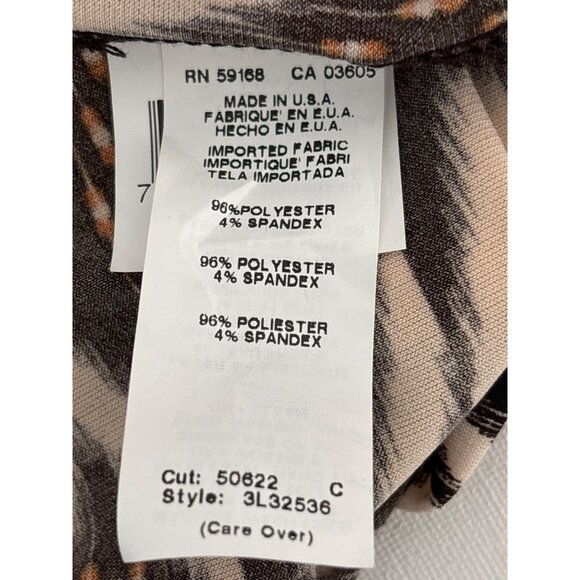 RN 59168 CA 03605
MADE IN U.S.A.
FABRIQUE' EN E.U.A.
HECHO EN E.U.A.
IMPORTED FABRIC
IMPORTIQUE' FABRI
TELA IMPORTADA
96%POLYESTER
4% SPANDEX
96% POLYESTER
4% SPANDEX
96% POLIESTER
4% SPANDEX
7
Cut: 50622 C
Style: 3L32536
(Care Over)